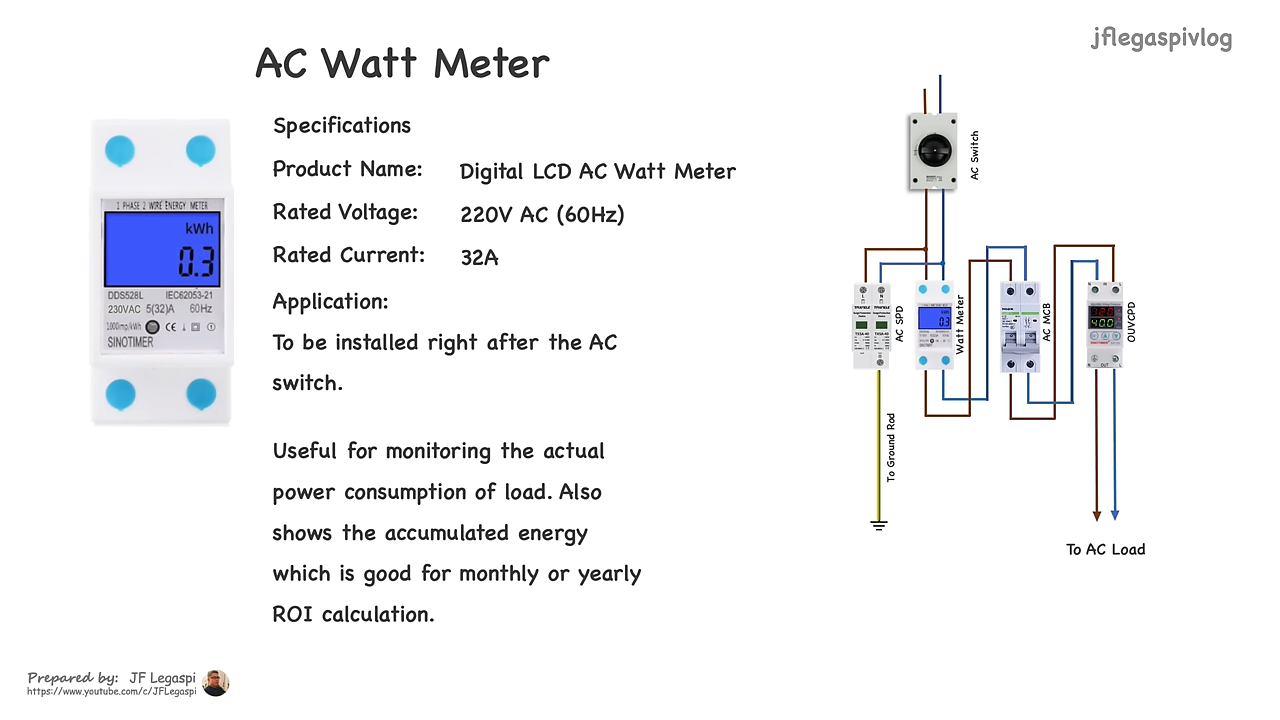 jflegaspivlog
AC Watt Meter
Specifications
Product Name: Digital LCD AC Watt Meter
Rated Voltage: 220V AC (60Hz)
Rated Current: 32A
Application:
To be installed right after the AC
switch.
Useful for monitoring the actual
power consumption of load. Also
shows the accumulated energy
which is good for monthly or yearly
ROI calculation.
1 PHASE 2 WIRE ENERGY METER
kWh
0.3
DDS528L IEC62053-21
230VAC 5(32)A 60Hz
1000imp/kWh
SINOTIMER
AC Switch
AC SPD
Watt Meter
AC MCB
OUVCPD
To Ground Rod
To AC Load
Prepared by: JF Legaspi
https://www.youtube.com/c/JFLegaspi